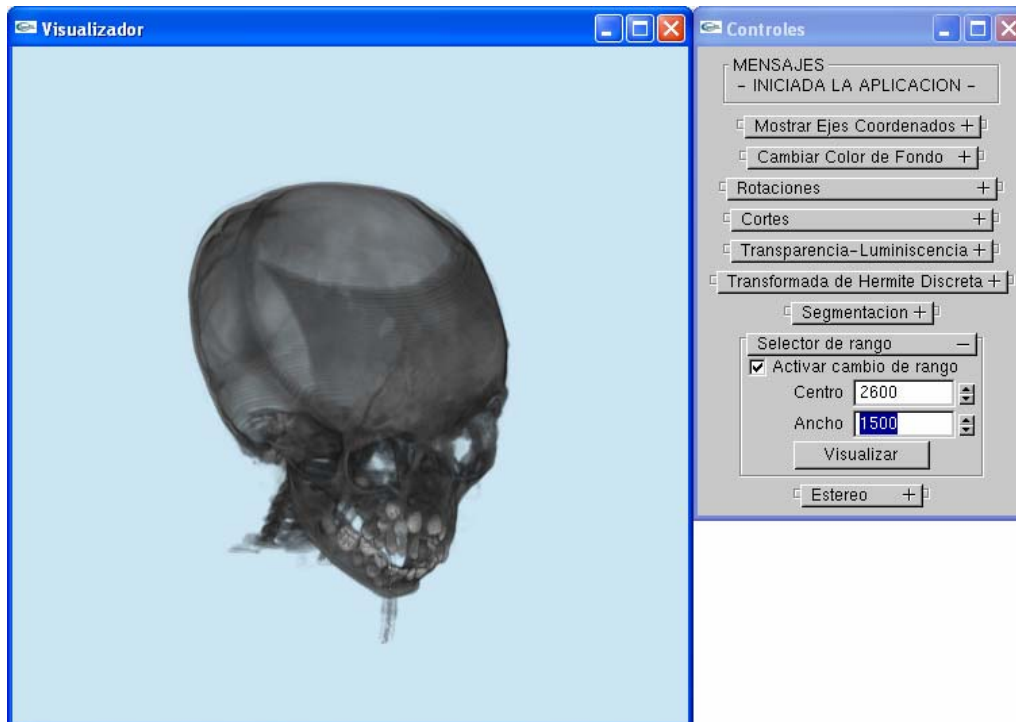 Visualizador
Controles
MENSAJES
- INICIADA LA APLICACION -
Mostrar Ejes Coordenados +
Cambiar Color de Fondo +
Rotaciones +
Cortes +
Transparencia-Luminiscencia +
Transformada de Hermite Discreta +
Segmentacion +
Selector de rango −
Activar cambio de rango
Centro 2600
Ancho 1500
Visualizar
Estereo +